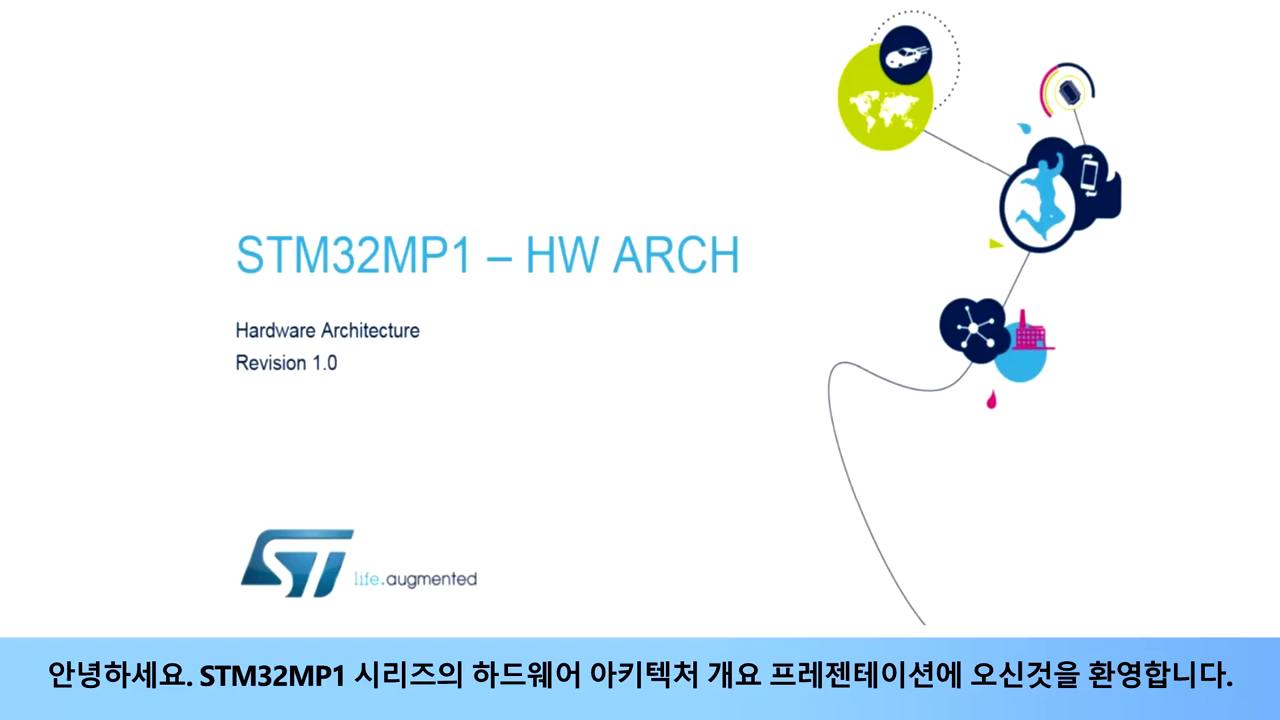 STM32MP1 – HW ARCH
Hardware Architecture
Revision 1.0
ST
life.augmented
안녕하세요. STM32MP1 시리즈의 하드웨어 아키텍처 개요 프레젠테이션에 오신것을 환영합니다.